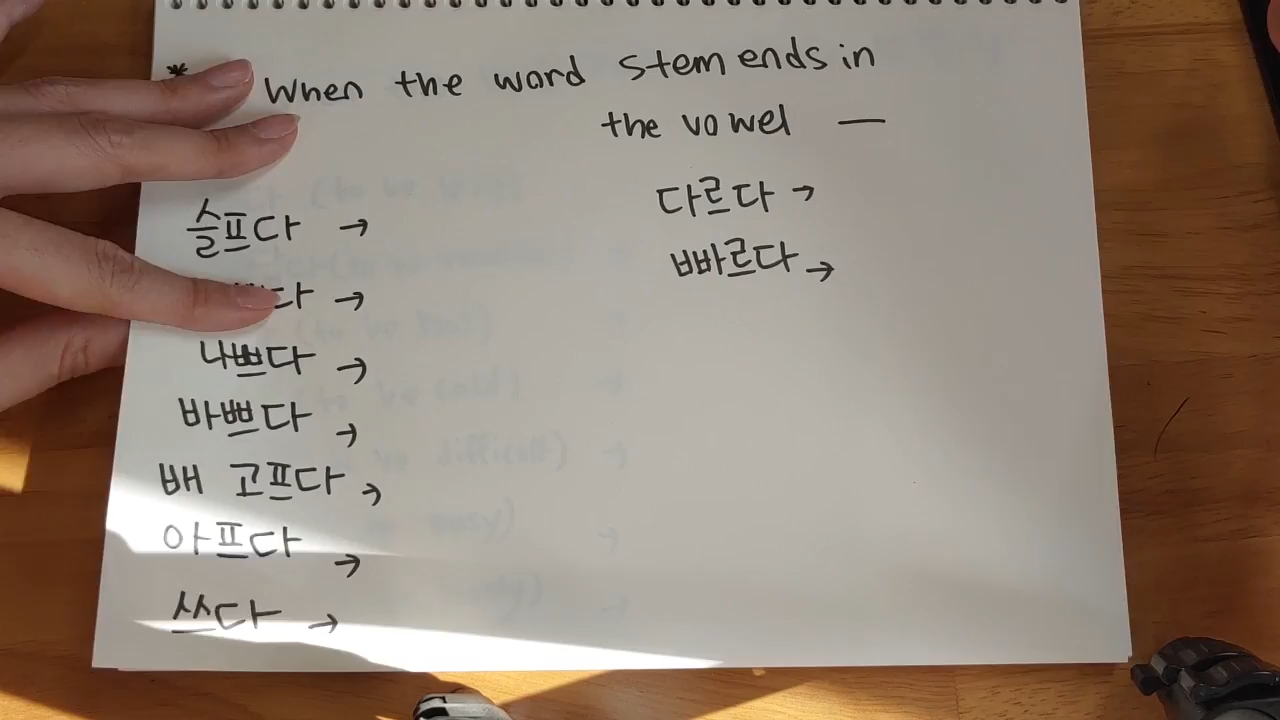 * When the word stem ends in
the vowel ㅡ
슬프다 →
다 →
나쁘다 →
바쁘다 →
배 고프다 →
아프다 →
쓰다 →
다르다 →
빠르다 →